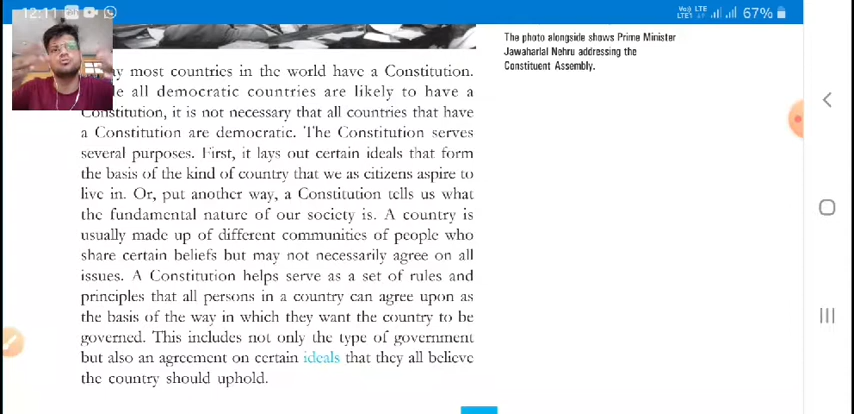 12:11
Vo)) LTE
LTE1
67%
The photo alongside shows Prime Minister
Jawaharlal Nehru addressing the
Constituent Assembly.
most countries in the world have a Constitution.
all democratic countries are likely to have a
Constitution, it is not necessary that all countries that have
a Constitution are democratic. The Constitution serves
several purposes. First, it lays out certain ideals that form
the basis of the kind of country that we as citizens aspire to
live in. Or, put another way, a Constitution tells us what
the fundamental nature of our society is. A country is
usually made up of different communities of people who
share certain beliefs but may not necessarily agree on all
issues. A Constitution helps serve as a set of rules and
principles that all persons in a country can agree upon as
the basis of the way in which they want the country to be
governed. This includes not only the type of government
but also an agreement on certain ideals that they all believe
the country should uphold.